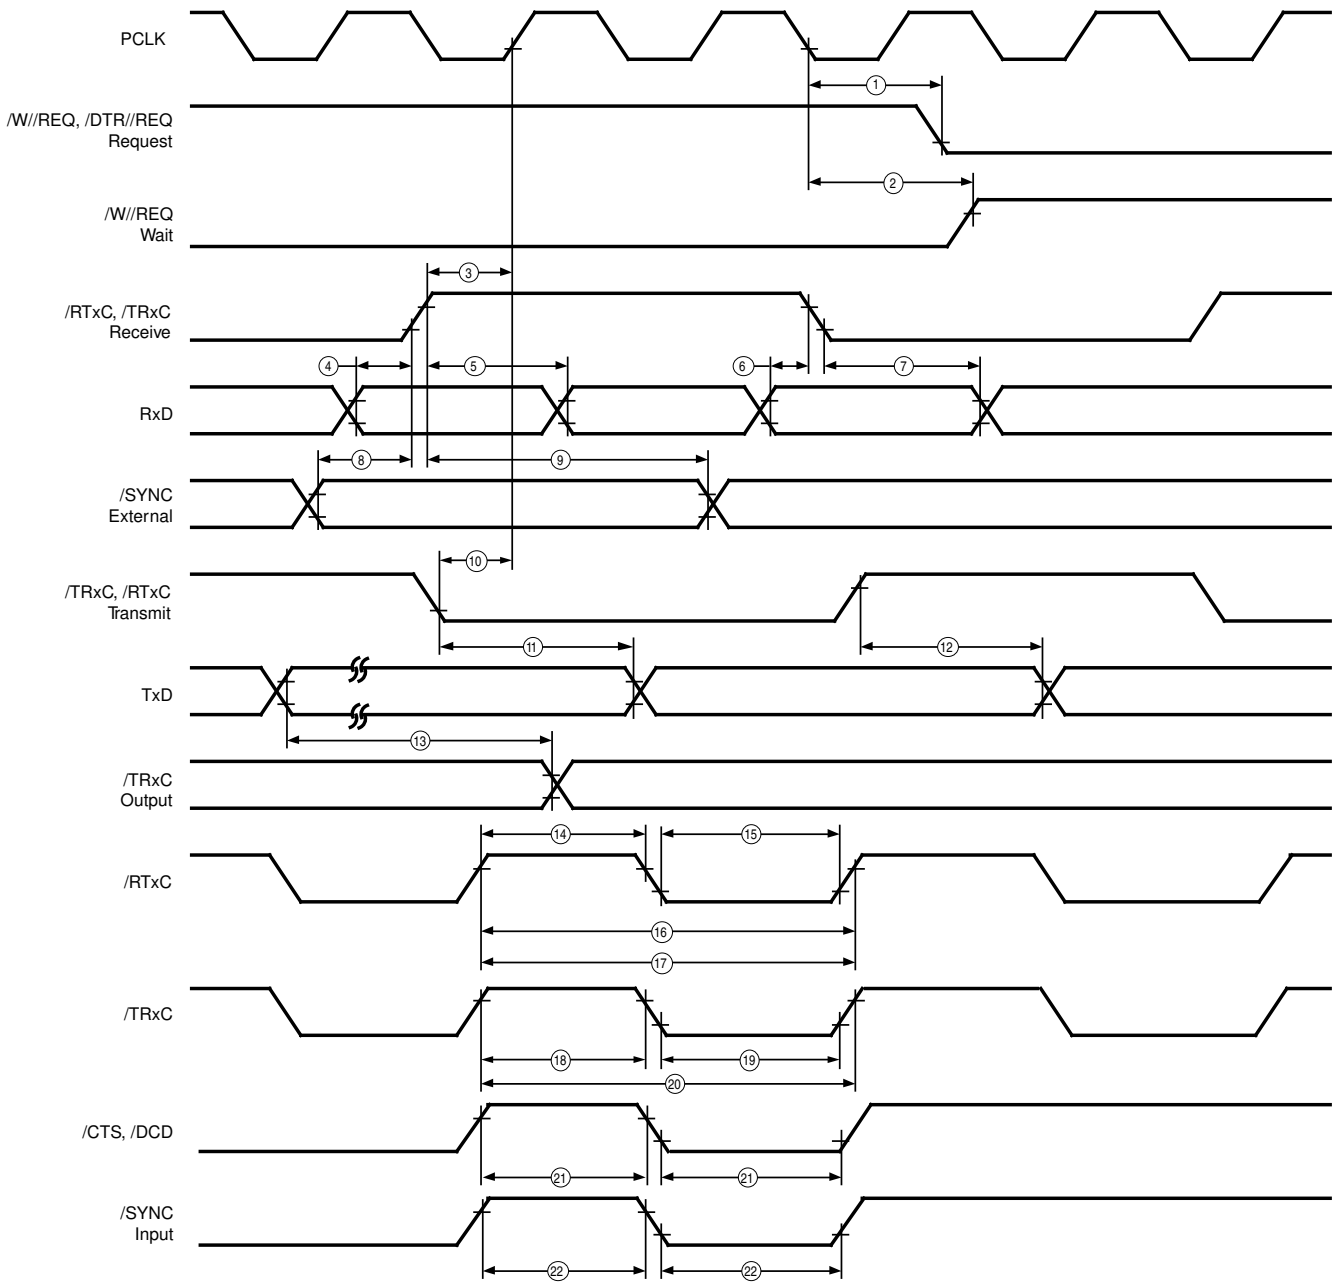 PCLK
1
/W//REQ, /DTR//REQ
Request
2
/W//REQ
Wait
3
/RTxC, /TRxC
Receive
4
5
6
7
RxD
8
9
/SYNC
External
10
/TRxC, /RTxC
Transmit
11
12
TxD
13
/TRxC
Output
14
15
/RTxC
16
17
/TRxC
18
19
20
/CTS, /DCD
21
21
/SYNC
Input
22
22